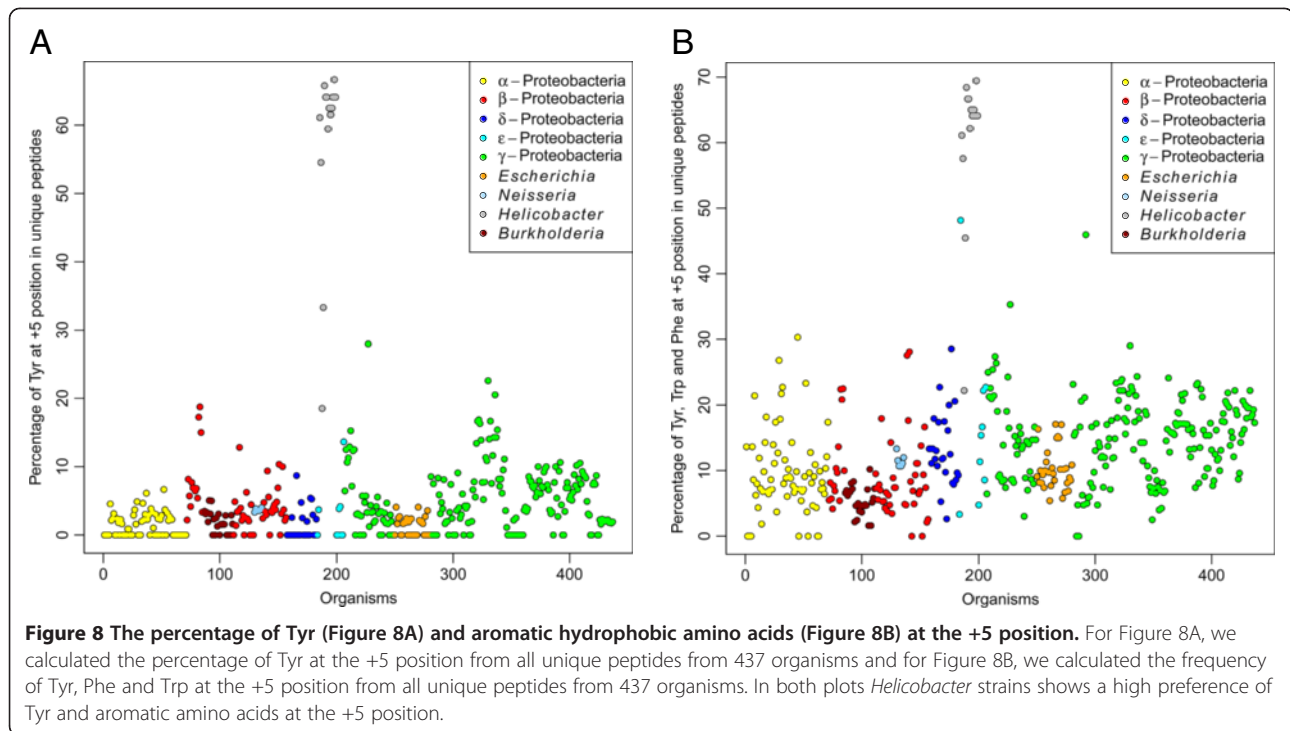 A
Percentage of Tyr at +5 position in unique peptides
60
50
40
30
20
10
0
0 100 200 300 400
Organisms
α−Proteobacteria
β−Proteobacteria
δ−Proteobacteria
ε−Proteobacteria
γ−Proteobacteria
Escherichia
Neisseria
Helicobacter
Burkholderia
B
Percentage of Tyr, Trp and Phe at +5 position in unique peptides
70
60
50
40
30
20
10
0
0 100 200 300 400
Organisms
α−Proteobacteria
β−Proteobacteria
δ−Proteobacteria
ε−Proteobacteria
γ−Proteobacteria
Escherichia
Neisseria
Helicobacter
Burkholderia
Figure 8 The percentage of Tyr (Figure 8A) and aromatic hydrophobic amino acids (Figure 8B) at the +5 position. For Figure 8A, we
calculated the percentage of Tyr at the +5 position from all unique peptides from 437 organisms and for Figure 8B, we calculated the frequency
of Tyr, Phe and Trp at the +5 position from all unique peptides from 437 organisms. In both plots Helicobacter strains shows a high preference of
Tyr and aromatic amino acids at the +5 position.